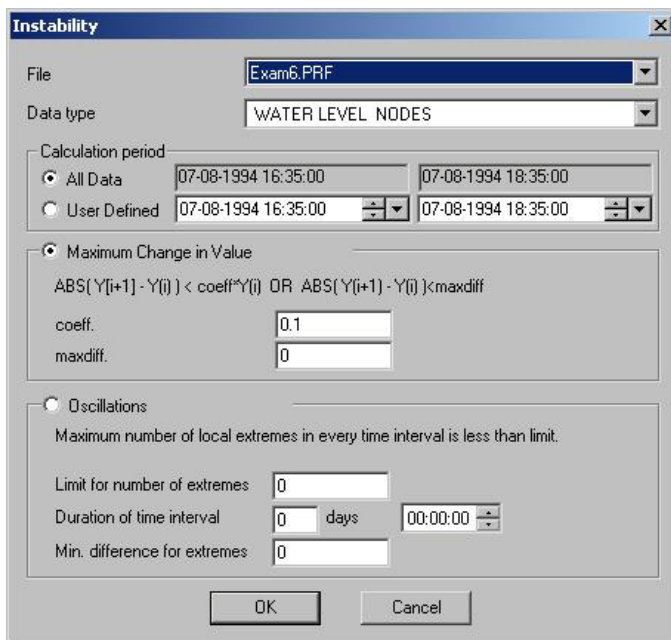 Instability
File Exam6.PRF
Data type WATER LEVEL NODES
Calculation period
All Data 07-08-1994 16:35:00 07-08-1994 18:35:00
User Defined 07-08-1994 16:35:00 07-08-1994 18:35:00
Maximum Change in Value
ABS( Y[i+1] - Y(i) ) < coeff*Y(i) OR ABS( Y(i+1) - Y(i) )<maxdiff
coeff. 0.1
maxdiff. 0
Oscillations
Maximum number of local extremes in every time interval is less than limit.
Limit for number of extremes 0
Duration of time interval 0 days 00:00:00
Min. difference for extremes 0
OK Cancel